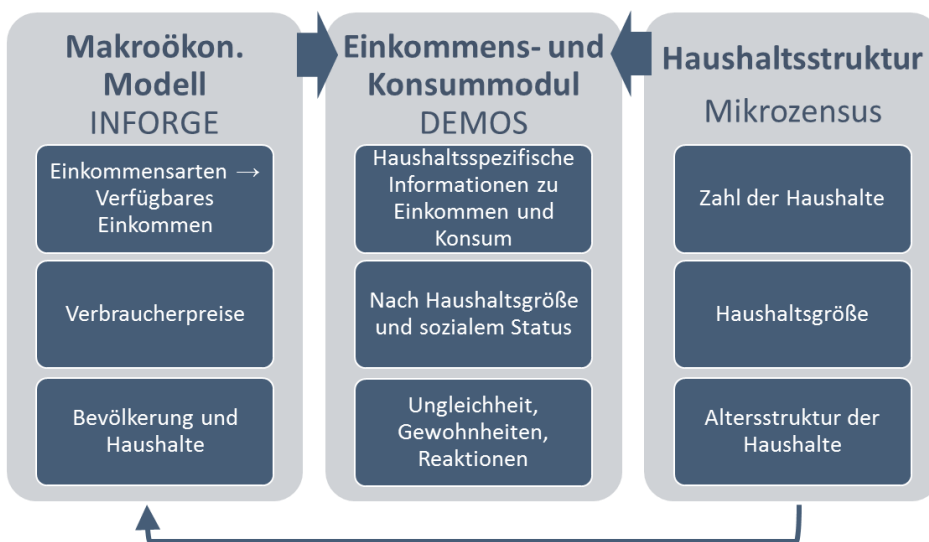 Makroökon.
Modell
INFORGE
Einkommensarten →
Verfügbares
Einkommen
Verbraucherpreise
Bevölkerung und
Haushalte
Einkommens- und
Konsummodul
DEMOS
Haushaltsspezifische
Informationen zu
Einkommen und
Konsum
Nach Haushaltsgröße
und sozialem Status
Ungleichheit,
Gewohnheiten,
Reaktionen
Haushaltsstruktur
Mikrozensus
Zahl der Haushalte
Haushaltsgröße
Altersstruktur der
Haushalte